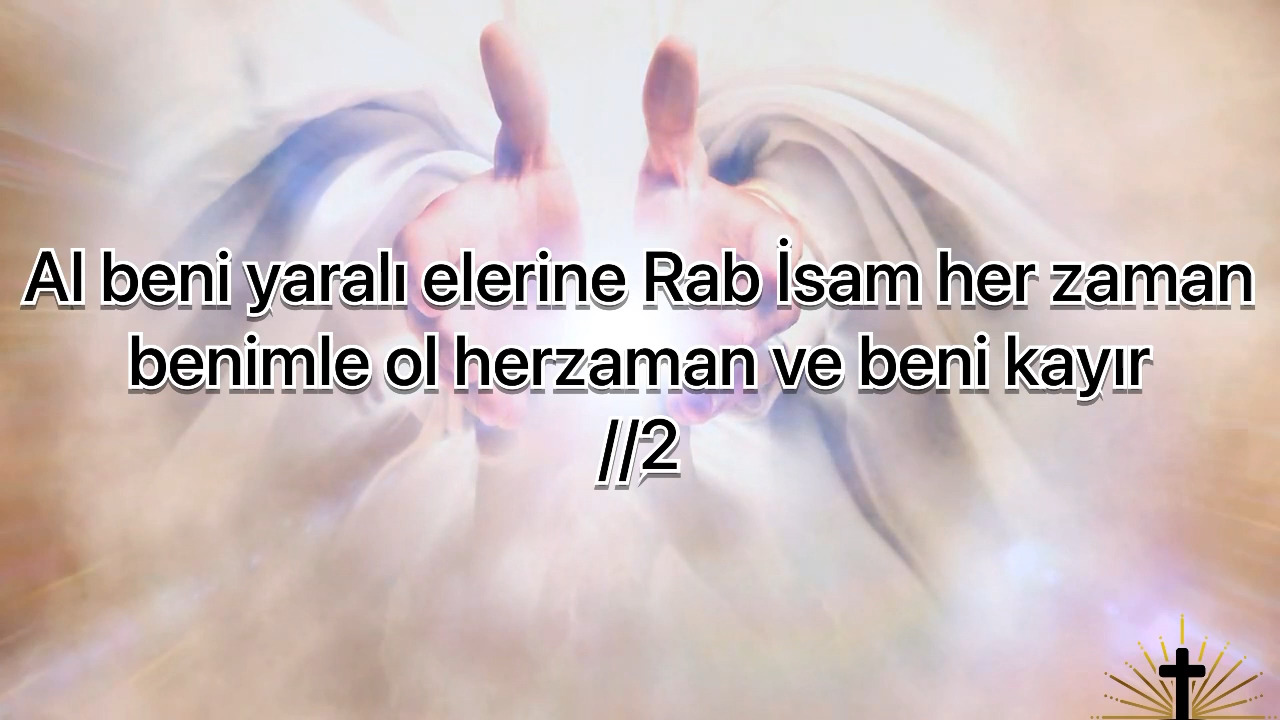 Al beni yaralı elerine Rab İsam her zaman
benimle ol herzaman ve beni kayır
//2